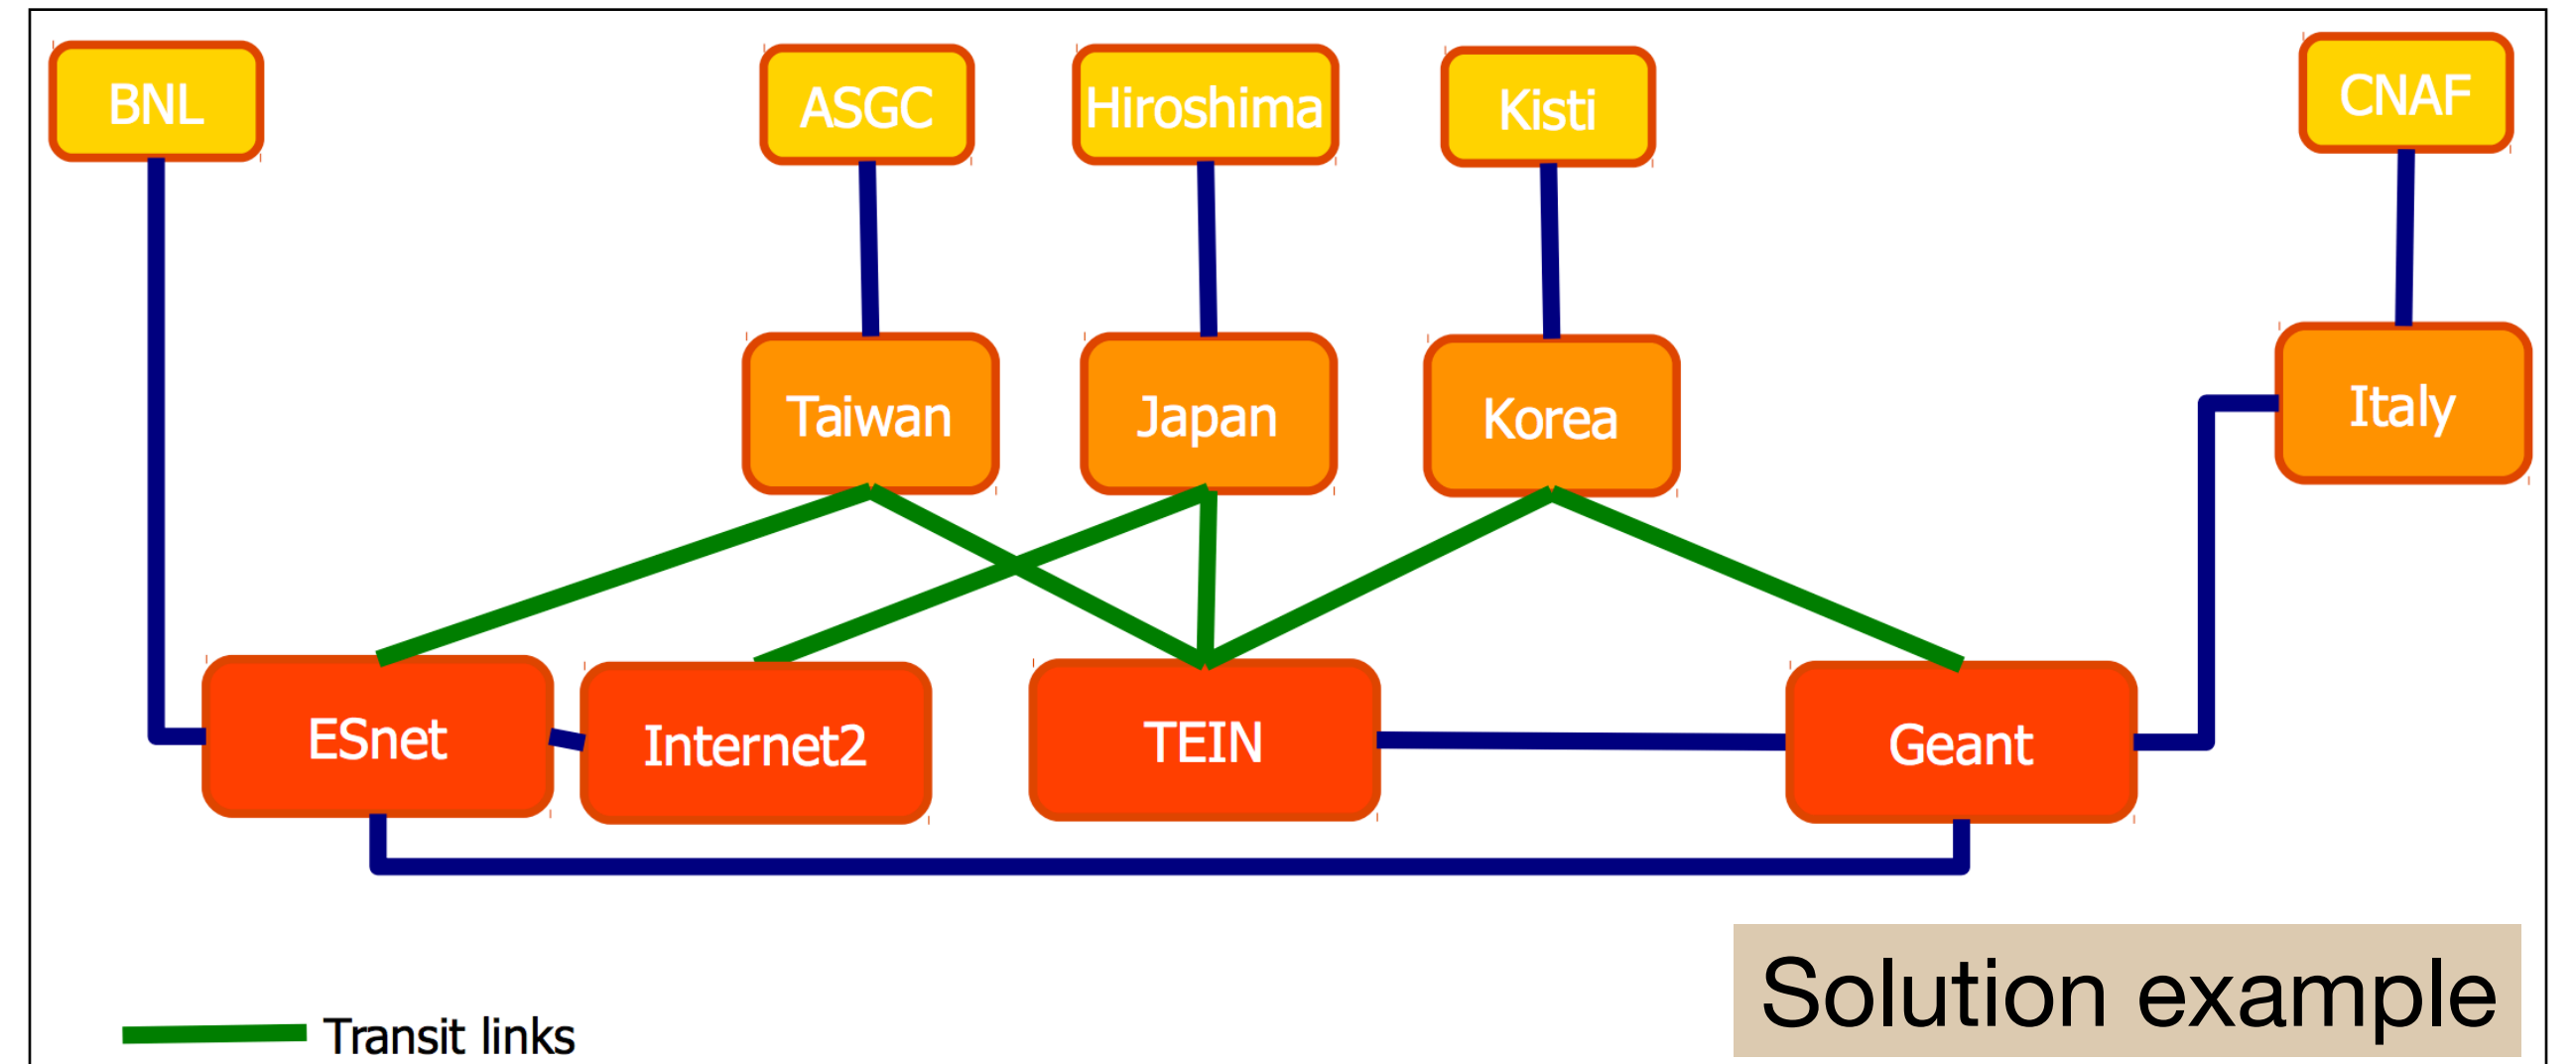 BNL
ASGC
Hiroshima
Kisti
CNAF
Taiwan
Japan
Korea
Italy
ESnet
Internet2
TEIN
Geant
Solution example
Transit links